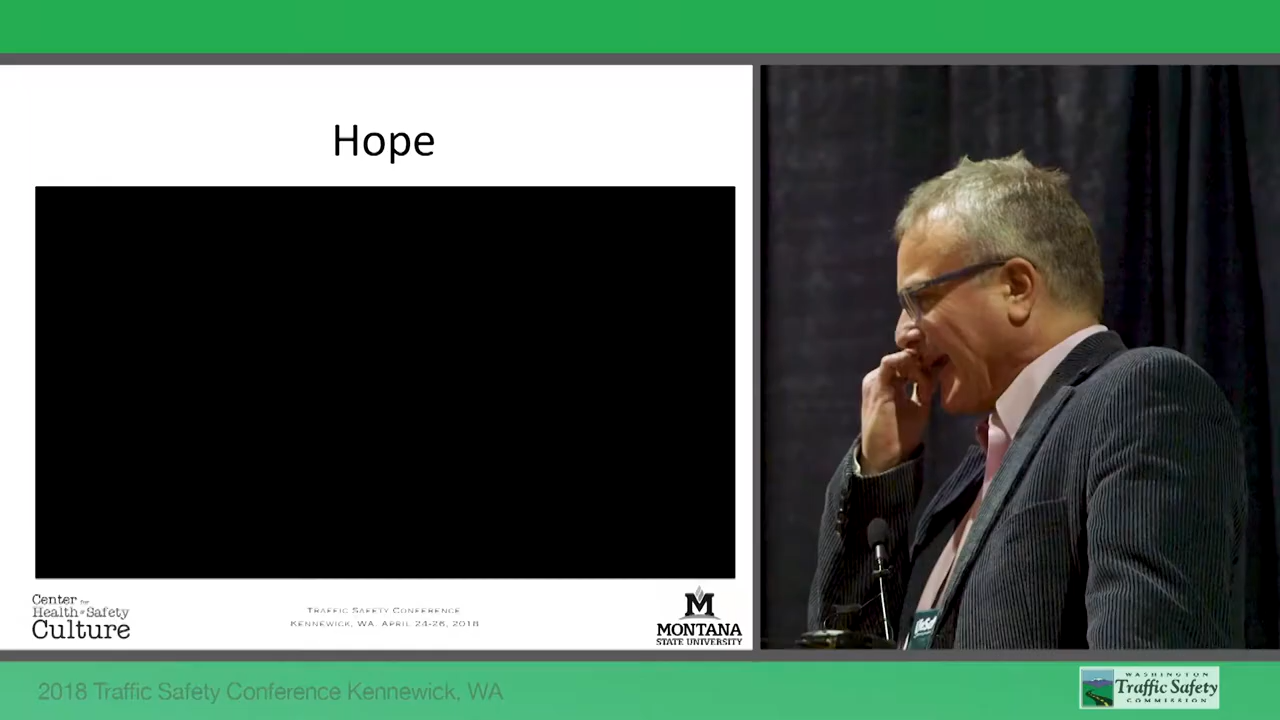 Hope
Center for
Health & Safety
Culture
TRAFFIC SAFETY CONFERENCE
KENNEWICK, WA. APRIL 24-26, 2018
M
MONTANA
STATE UNIVERSITY
2018 Traffic Safety Conference Kennewick, WA
WASHINGTON
Traffic Safety
COMMISSION